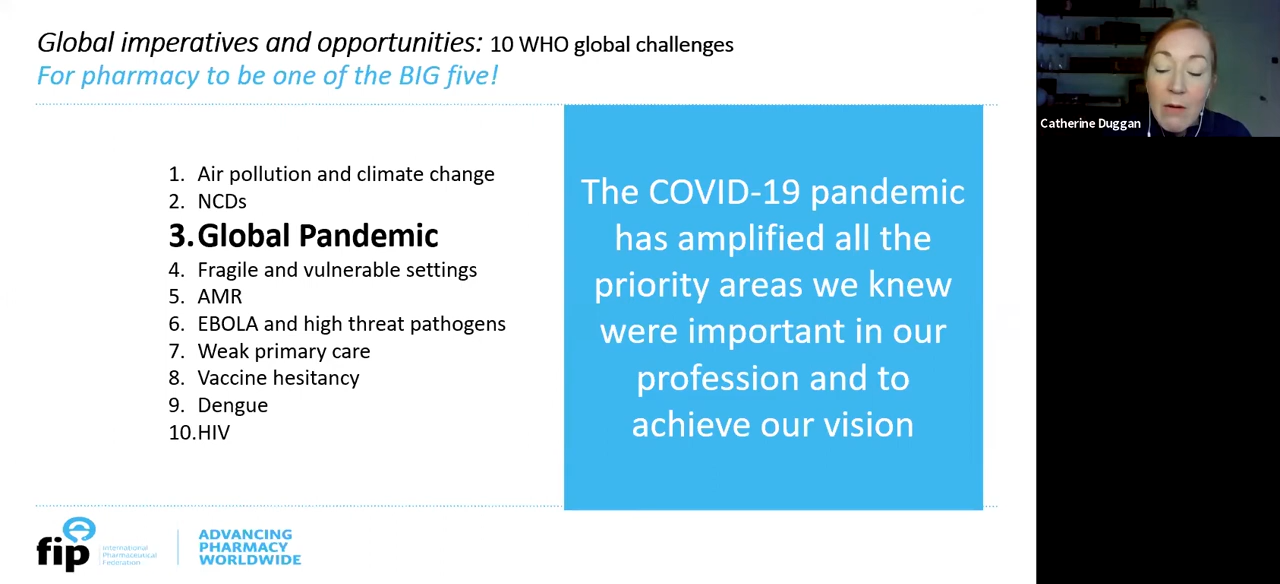 Global imperatives and opportunities: 10 WHO global challenges
For pharmacy to be one of the BIG five!
Catherine Duggan
1. Air pollution and climate change
2. NCDs
3. Global Pandemic
4. Fragile and vulnerable settings
5. AMR
6. EBOLA and high threat pathogens
7. Weak primary care
8. Vaccine hesitancy
9. Dengue
10. HIV
The COVID-19 pandemic
has amplified all the
priority areas we knew
were important in our
profession and to
achieve our vision
fip
International
Pharmaceutical
Federation
ADVANCING
PHARMACY
WORLDWIDE